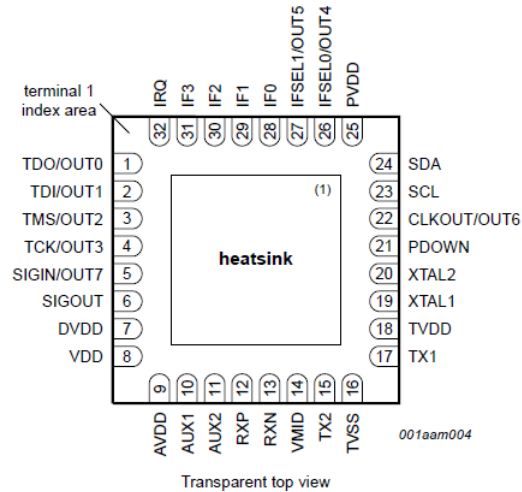 IRQ
IF3
IF2
IF1
IF0
IFSEL1/OUT5
IFSEL0/OUT4
PVDD
terminal 1
index area
32
31
30
29
28
27
26
25
TDO/OUT0 1
TDI/OUT1 2
TMS/OUT2 3
TCK/OUT3 4
SIGIN/OUT7 5
SIGOUT 6
DVDD 7
VDD 8
(1)
heatsink
24 SDA
23 SCL
22 CLKOUT/OUT6
21 PDOWN
20 XTAL2
19 XTAL1
18 TVDD
17 TX1
9
10
11
12
13
14
15
16
AVDD
AUX1
AUX2
RXP
RXN
VMID
TX2
TVSS
001aam004
Transparent top view